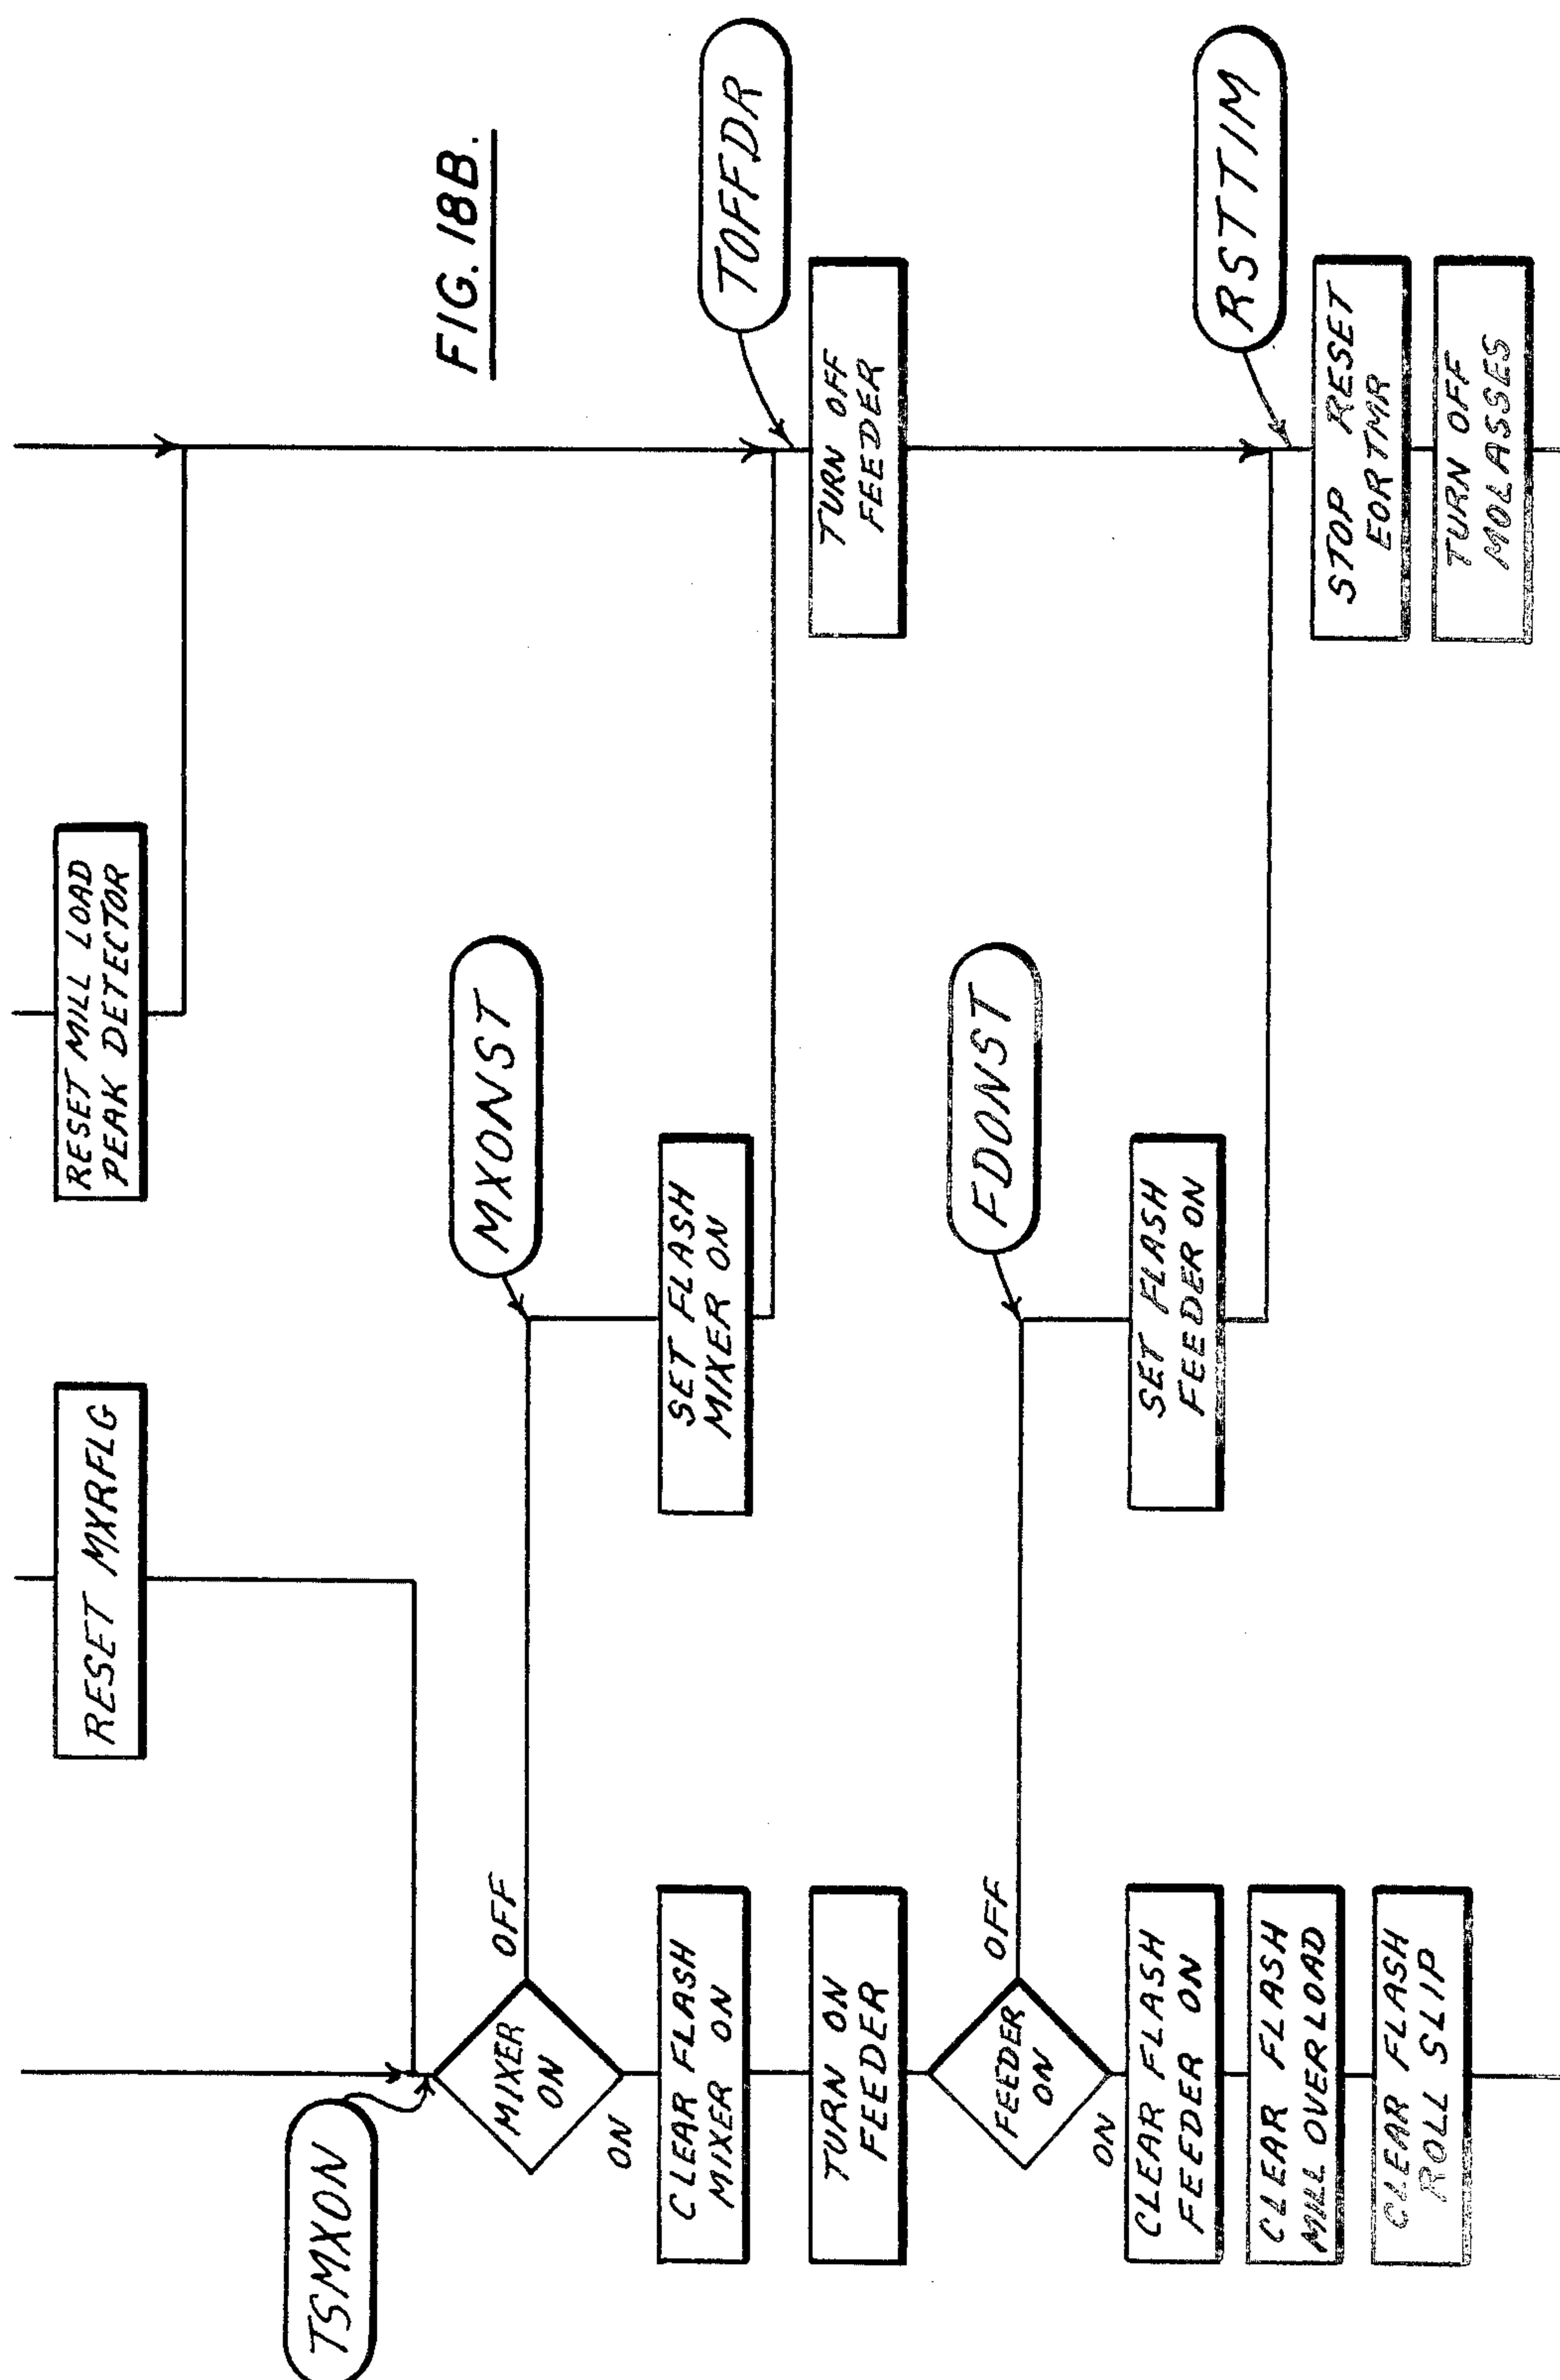 RESET MXRFLG
RESET MILL LOAD
PEAK DETECTOR
TSMXON
FIG. 18B.
MIXER
ON
OFF
ON
MXONST
CLEAR FLASH
MIXER ON
SET FLASH
MIXER ON
TOFFDR
TURN ON
FEEDER
TURN OFF
FEEDER
FEEDER
ON
OFF
ON
FDONST
CLEAR FLASH
FEEDER ON
SET FLASH
FEEDER ON
RSTTIM
CLEAR FLASH
MILL OVERLOAD
STOP RESET
EORTMR
CLEAR FLASH
ROLL SLIP
TURN OFF
MOLASSES